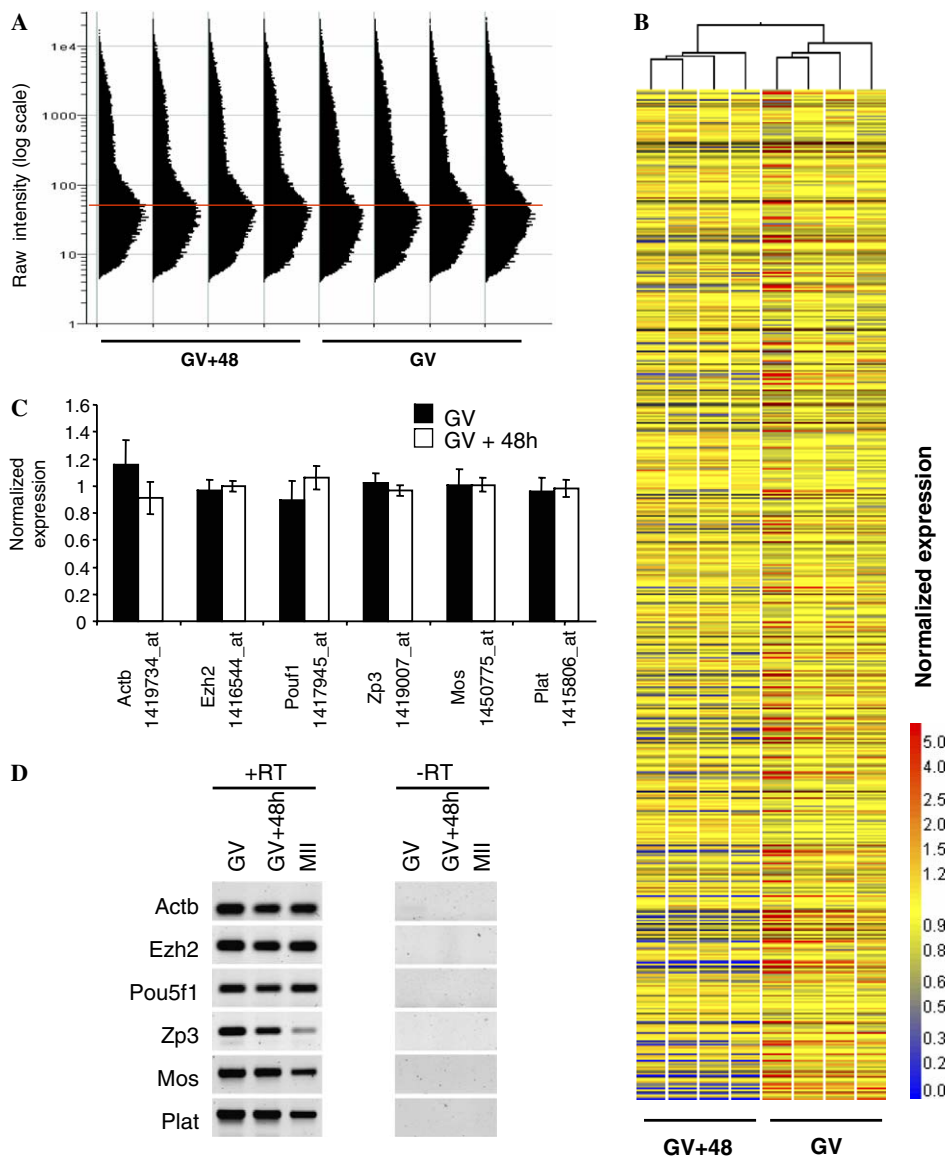 A
Raw intensity (log scale)
1e4
1000
100
10
1
GV+48
GV
B
GV+48
GV
Normalized expression
5.0
4.0
2.5
2.0
1.5
1.2
0.9
0.8
0.6
0.5
0.3
0.2
0.0
C
Normalized
expression
1.6
1.4
1.2
1
0.8
0.6
0.4
0.2
0
GV
GV + 48h
Actb
1419734_at
Ezh2
1416544_at
Pouf1
1417945_at
Zp3
1419007_at
Mos
1450775_at
Plat
1415806_at
D
+RT
-RT
GV
GV+48h
MII
GV
GV+48h
MII
Actb
Ezh2
Pou5f1
Zp3
Mos
Plat